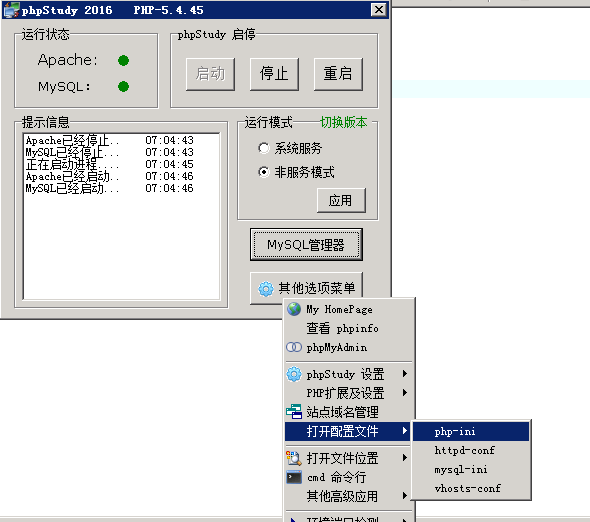 phpStudy 2016 PHP-5.4.45
运行状态
Apache:
MySQL:
phpStudy 启停
启动 停止 重启
提示信息
Apache已经停止.. 07:04:43
MySQL已经停止... 07:04:43
正在启动进程.... 07:04:45
Apache已经启动.. 07:04:46
MySQL已经启动... 07:04:46
运行模式 切换版本
系统服务
非服务模式
应用
MySQL管理器
其他选项菜单
My HomePage
查看 phpinfo
phpMyAdmin
phpStudy 设置
PHP扩展及设置
站点域名管理
打开配置文件
php-ini
httpd-conf
mysql-ini
vhosts-conf
打开文件位置
cmd 命令行
其他高级应用
环境端口检测